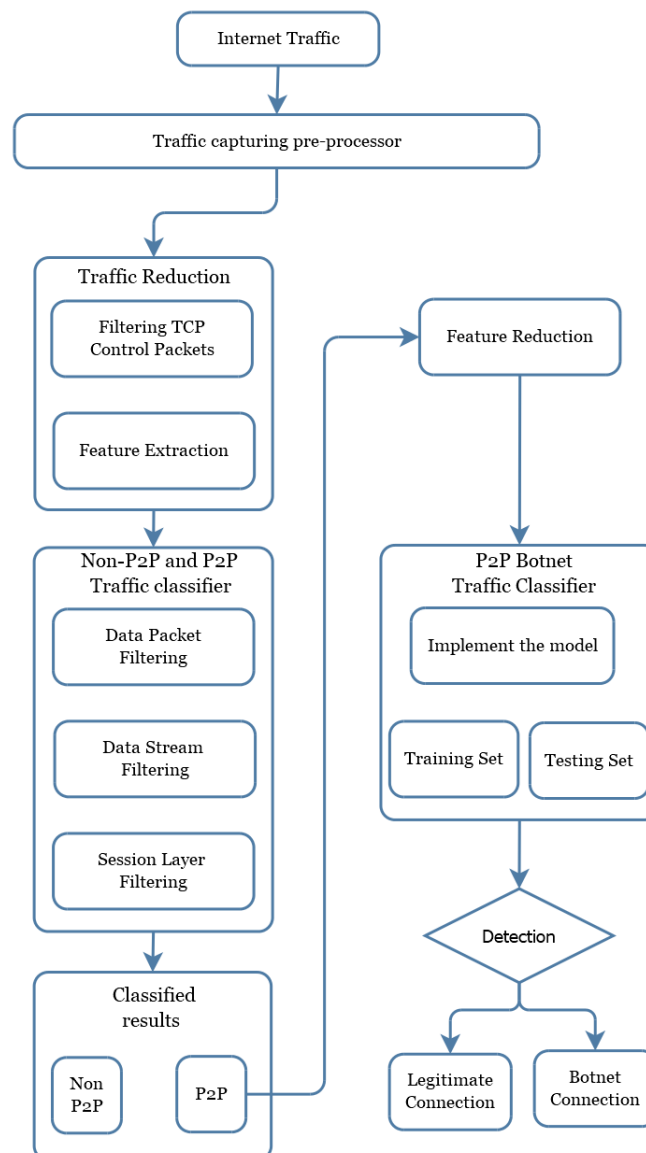 Internet Traffic
Traffic capturing pre-processor
Traffic Reduction
Filtering TCP
Control Packets
Feature Extraction
Non-P2P and P2P
Traffic classifier
Data Packet
Filtering
Data Stream
Filtering
Session Layer
Filtering
Classified
results
Non
P2P
P2P
Feature Reduction
P2P Botnet
Traffic Classifier
Implement the model
Training Set
Testing Set
Detection
Legitimate
Connection
Botnet
Connection